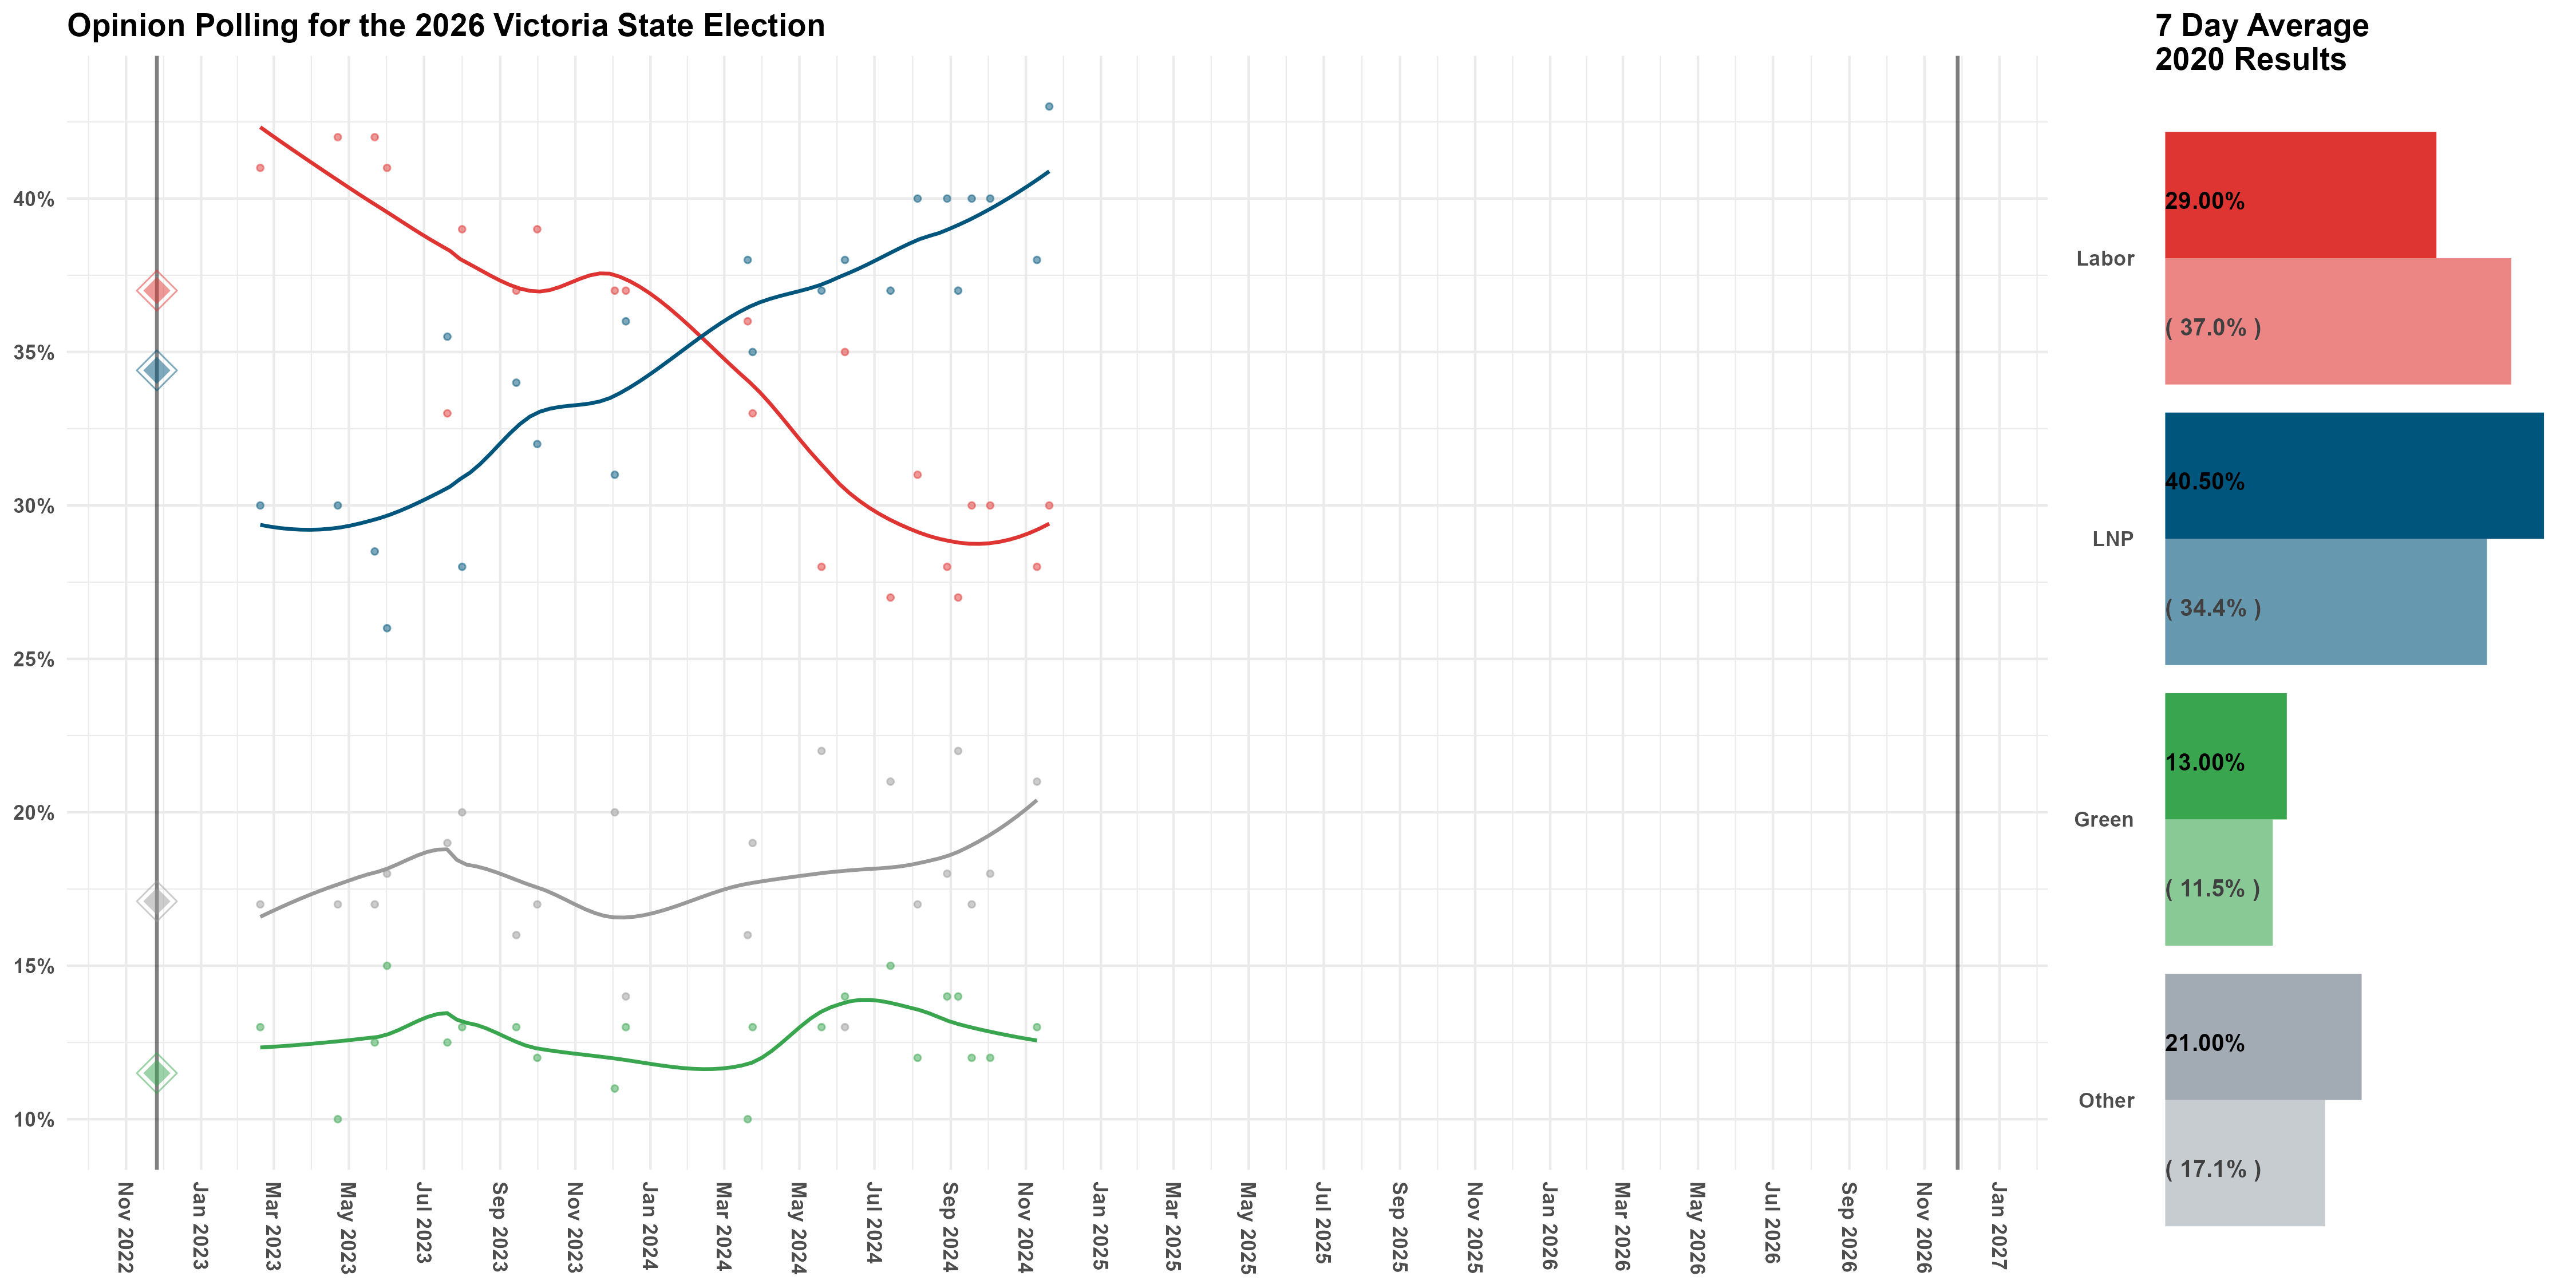 Opinion Polling for the 2026 Victoria State Election
7 Day Average
2020 Results
40%
35%
30%
25%
20%
15%
10%
Nov 2022
Jan 2023
Mar 2023
May 2023
Jul 2023
Sep 2023
Nov 2023
Jan 2024
Mar 2024
May 2024
Jul 2024
Sep 2024
Nov 2024
Jan 2025
Mar 2025
May 2025
Jul 2025
Sep 2025
Nov 2025
Jan 2026
Mar 2026
May 2026
Jul 2026
Sep 2026
Nov 2026
Jan 2027
Labor
29.00%
( 37.0% )
LNP
40.50%
( 34.4% )
Green
13.00%
( 11.5% )
Other
21.00%
( 17.1% )